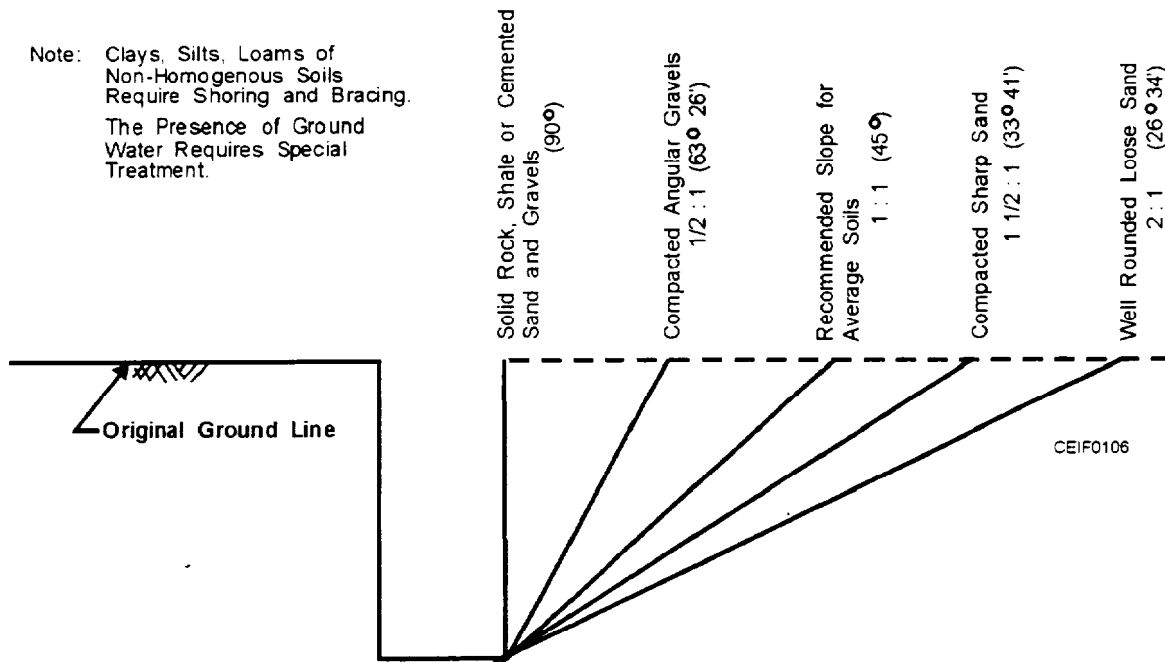 Note: Clays, Silts, Loams of
Non-Homogenous Soils
Require Shoring and Bracing.
The Presence of Ground
Water Requires Special
Treatment.
Solid Rock, Shale or Cemented
Sand and Gravels (90°)
Compacted Angular Gravels
1/2 : 1 (63° 26')
Recommended Slope for
Average Soils
1 : 1 (45°)
Compacted Sharp Sand
1 1/2 : 1 (33° 41')
Well Rounded Loose Sand
2 : 1 (26° 34')
Original Ground Line
CEIF0106